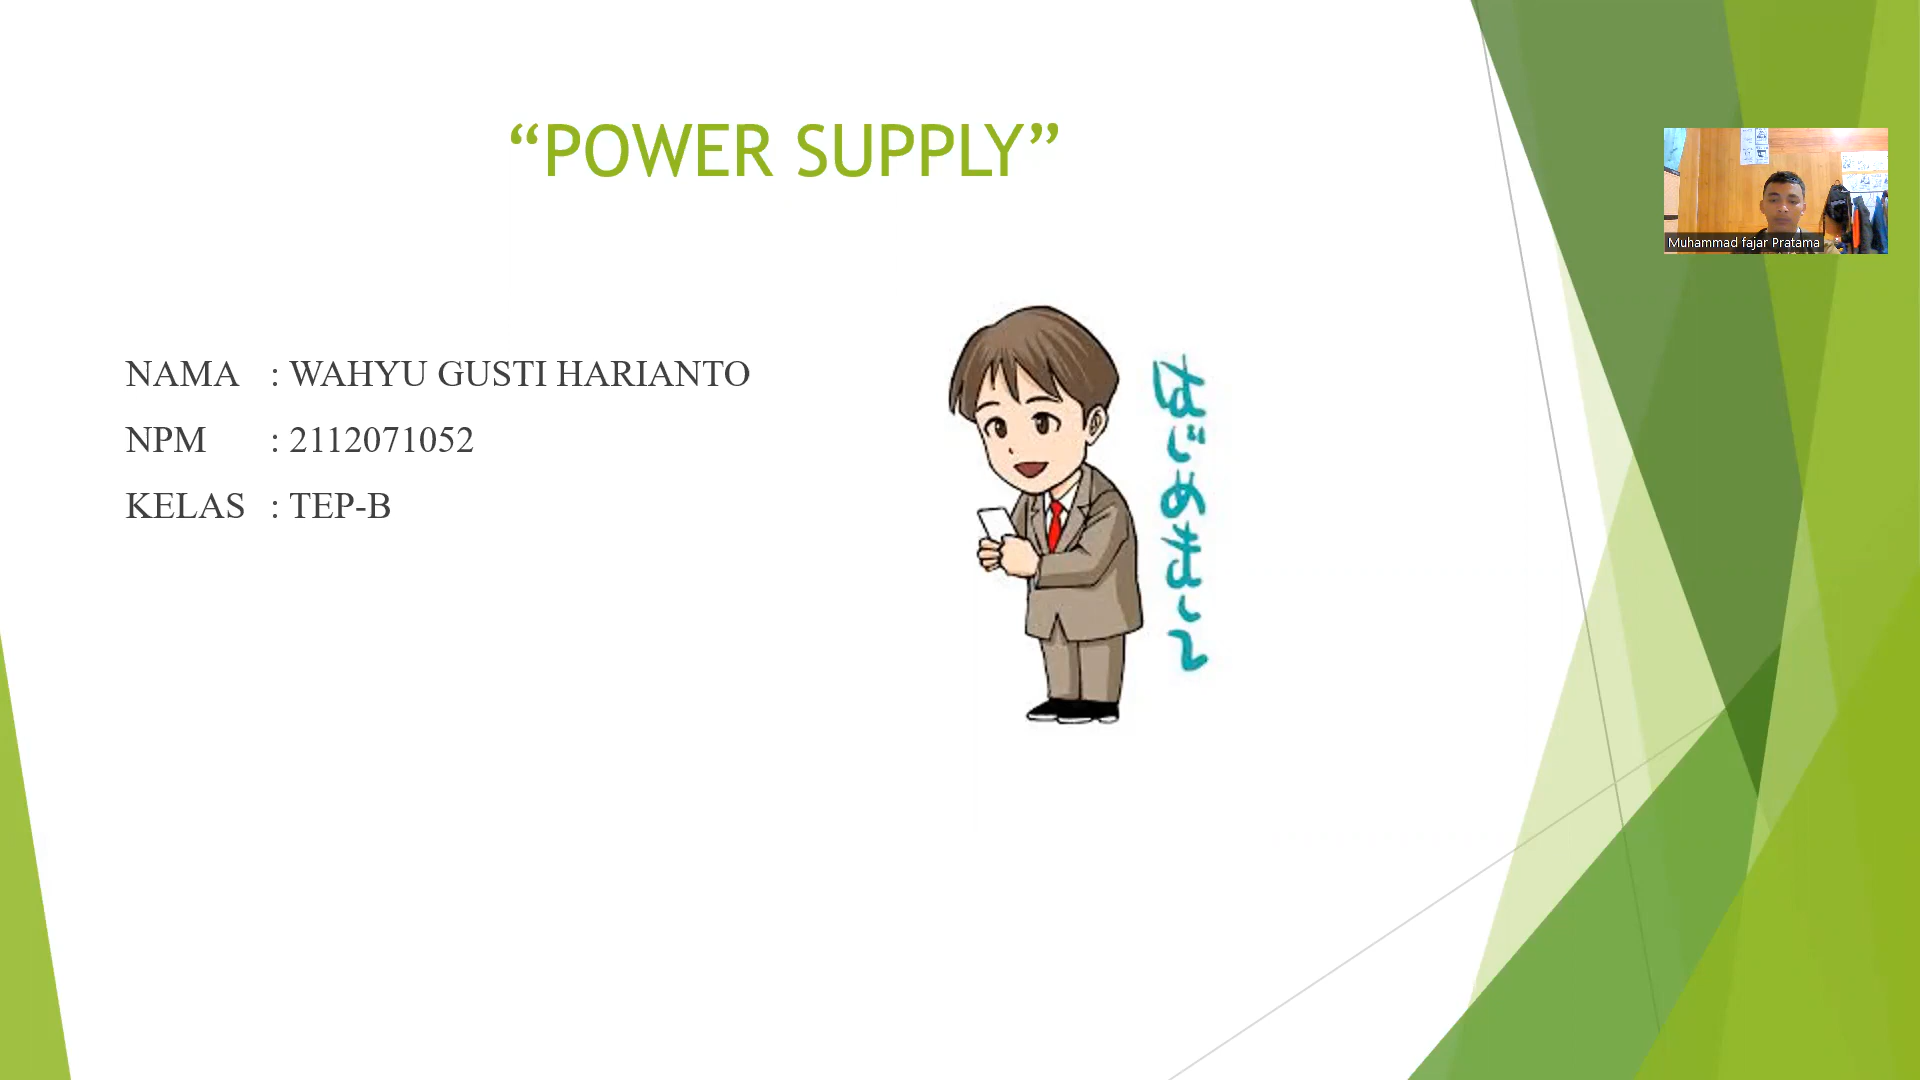 “POWER SUPPLY”
Muhammad fajar Pratama
NAMA : WAHYU GUSTI HARIANTO
NPM : 2112071052
KELAS : TEP-B
はじめまして